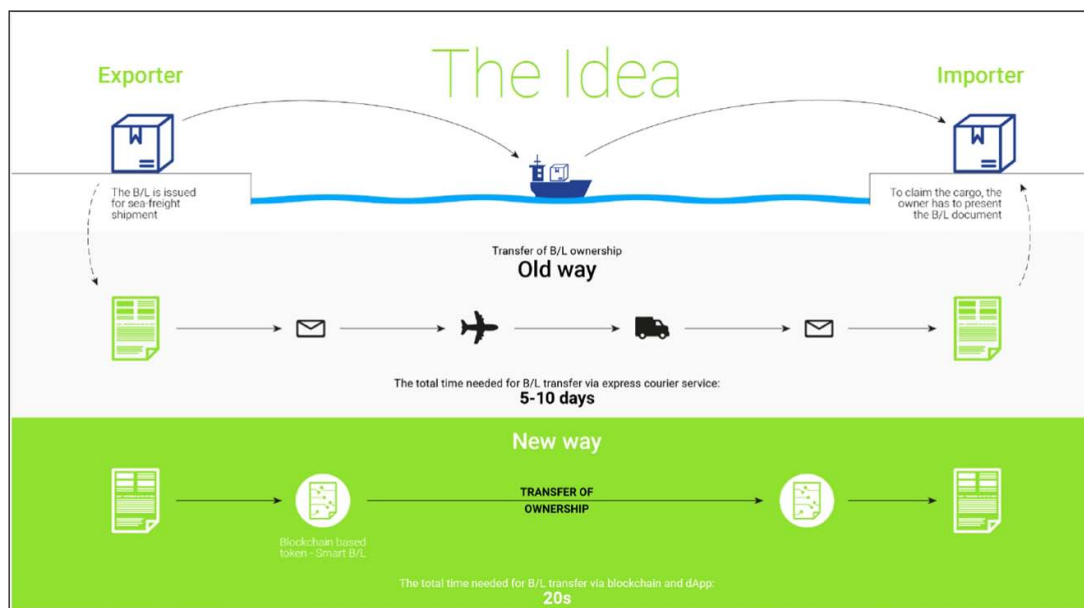 The Idea
Exporter
Importer
The B/L is issued
for sea-freight
shipment
To claim the cargo, the
owner has to present
the B/L document
Transfer of B/L ownership
Old way
The total time needed for B/L transfer via express courier service:
5-10 days
New way
TRANSFER OF
OWNERSHIP
Blockchain based
token - Smart B/L
The total time needed for B/L transfer via blockchain and dApp:
20s